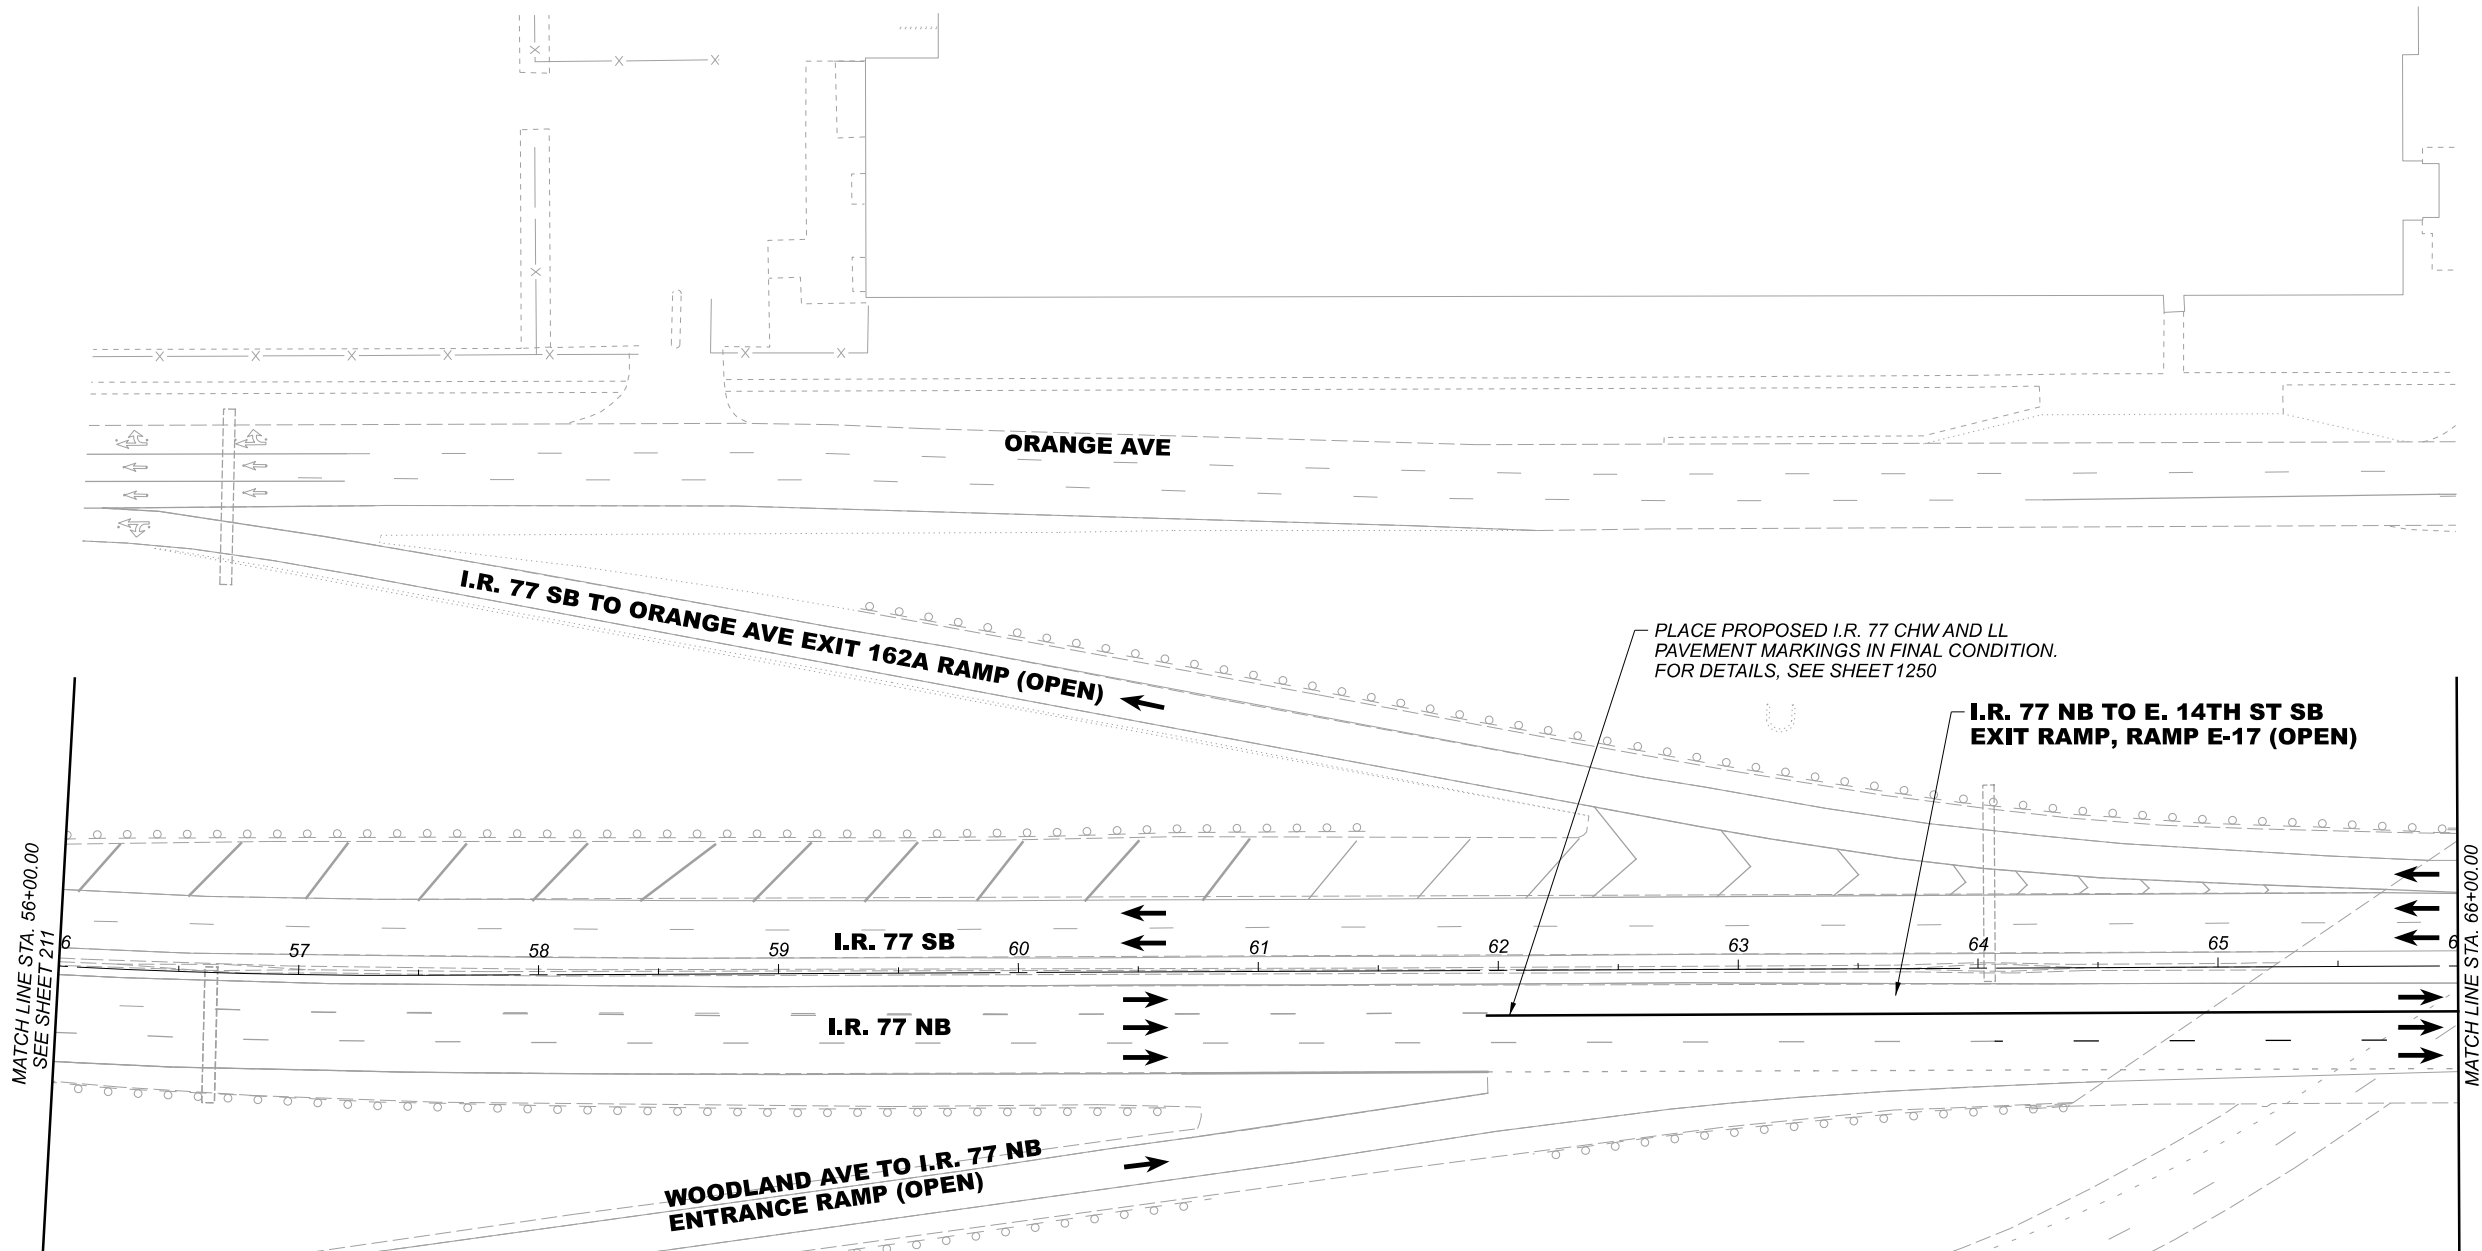 ORANGE AVE
I.R. 77 SB TO ORANGE AVE EXIT 162A RAMP (OPEN)
PLACE PROPOSED I.R. 77 CHW AND LL
PAVEMENT MARKINGS IN FINAL CONDITION.
FOR DETAILS, SEE SHEET 1250
I.R. 77 NB TO E. 14TH ST SB
EXIT RAMP, RAMP E-17 (OPEN)
MATCH LINE STA. 56+00.00
SEE SHEET 211
I.R. 77 SB
6 57 58 59 60 61 62 63 64 65 6
I.R. 77 NB
MATCH LINE STA. 66+00.00
WOODLAND AVE TO I.R. 77 NB
ENTRANCE RAMP (OPEN)